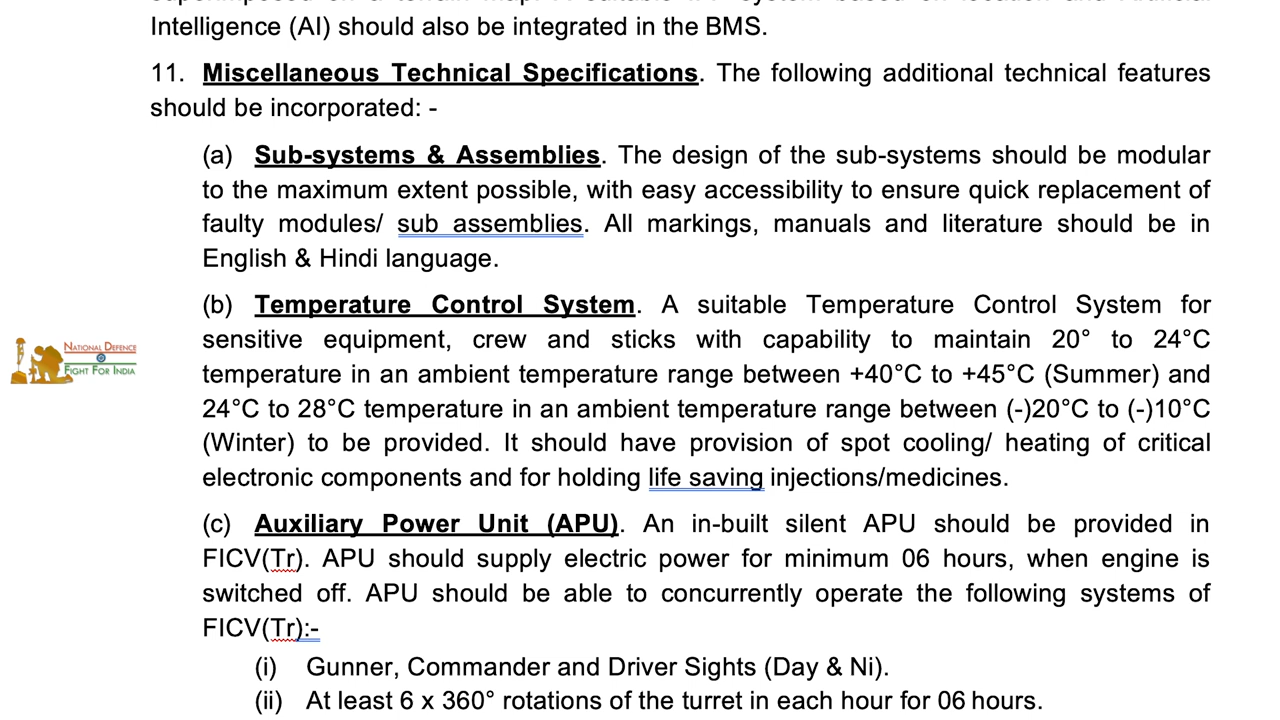 Intelligence (AI) should also be integrated in the BMS.
11. Miscellaneous Technical Specifications. The following additional technical features
should be incorporated: -
(a) Sub-systems & Assemblies. The design of the sub-systems should be modular
to the maximum extent possible, with easy accessibility to ensure quick replacement of
faulty modules/ sub assemblies. All markings, manuals and literature should be in
English & Hindi language.
(b) Temperature Control System. A suitable Temperature Control System for
sensitive equipment, crew and sticks with capability to maintain 20° to 24°C
temperature in an ambient temperature range between +40°C to +45°C (Summer) and
24°C to 28°C temperature in an ambient temperature range between (-)20°C to (-)10°C
(Winter) to be provided. It should have provision of spot cooling/ heating of critical
electronic components and for holding life saving injections/medicines.
NATIONAL DEFENCE
FIGHT FOR INDIA
(c) Auxiliary Power Unit (APU). An in-built silent APU should be provided in
FICV(Tr). APU should supply electric power for minimum 06 hours, when engine is
switched off. APU should be able to concurrently operate the following systems of
FICV(Tr):-
(i) Gunner, Commander and Driver Sights (Day & Ni).
(ii) At least 6 x 360° rotations of the turret in each hour for 06 hours.